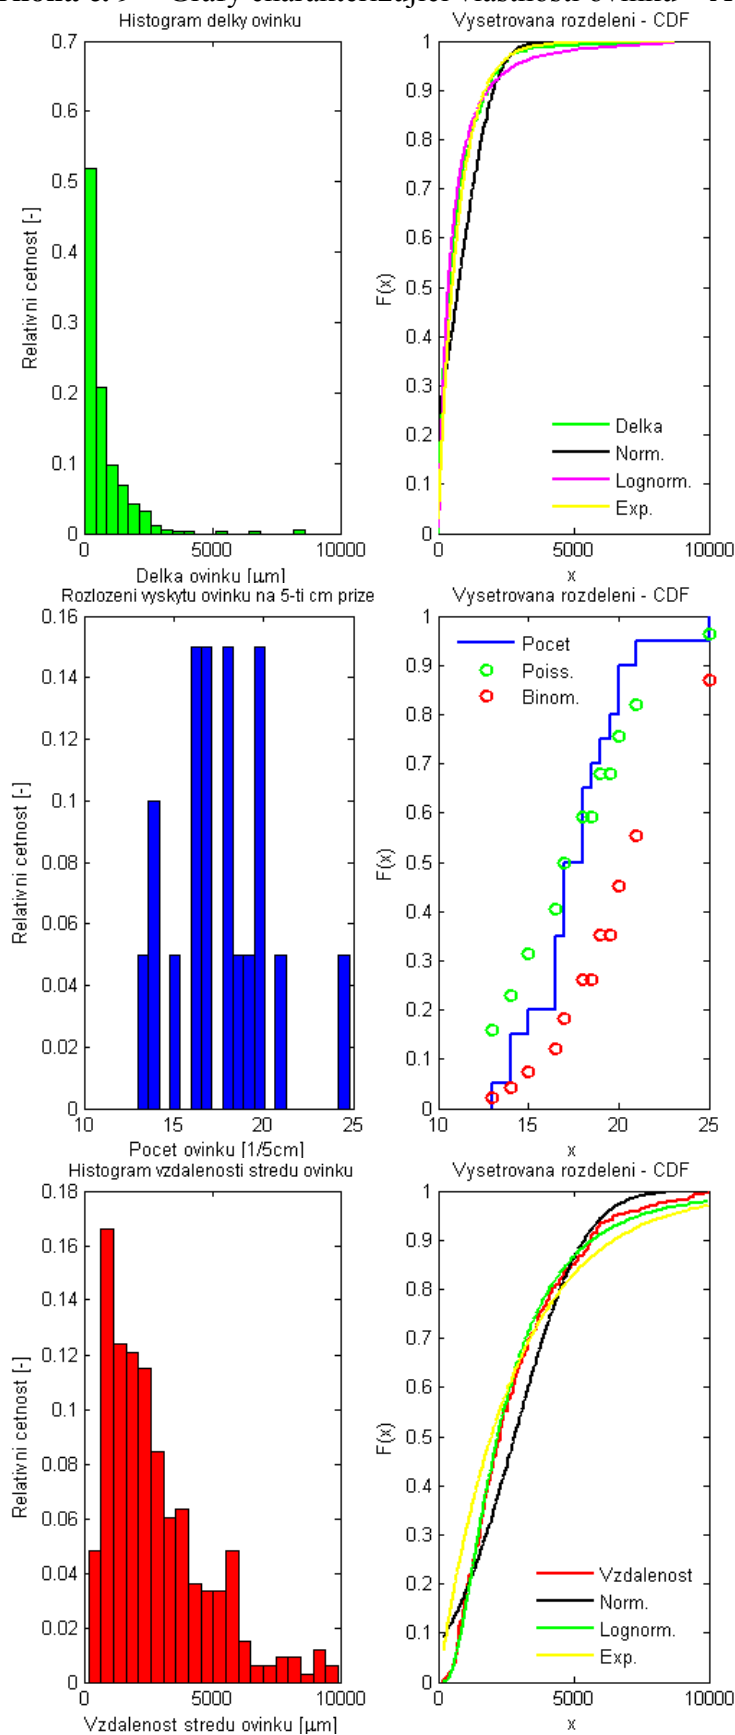 Grafy charakterizující vlastnosti
Histogram delky ovinku
0.7
0.6
0.5
0.4
0.3
0.2
0.1
0
Relativni cetnost [-]
0 5000 10000
Delka ovinku [µm]
Vysetrovana rozdeleni - CDF
1
0.9
0.8
0.7
0.6
0.5
0.4
0.3
0.2
0.1
0
F(x)
Delka
Norm.
Lognorm.
Exp.
0 5000 10000
x
Rozlozeni vyskytu ovinku na 5-ti cm prize
0.16
0.14
0.12
0.1
0.08
0.06
0.04
0.02
0
Relativni cetnost [-]
10 15 20 25
Pocet ovinku [1/5cm]
Vysetrovana rozdeleni - CDF
1
0.9
0.8
0.7
0.6
0.5
0.4
0.3
0.2
0.1
0
F(x)
Pocet
Poiss.
Binom.
10 15 20 25
x
Histogram vzdalenosti stredu ovinku
0.18
0.16
0.14
0.12
0.1
0.08
0.06
0.04
0.02
0
Relativni cetnost [-]
0 5000 10000
Vzdalenost stredu ovinku [µm]
Vysetrovana rozdeleni - CDF
1
0.9
0.8
0.7
0.6
0.5
0.4
0.3
0.2
0.1
0
F(x)
Vzdalenost
Norm.
Lognorm.
Exp.
0 5000 10000
x